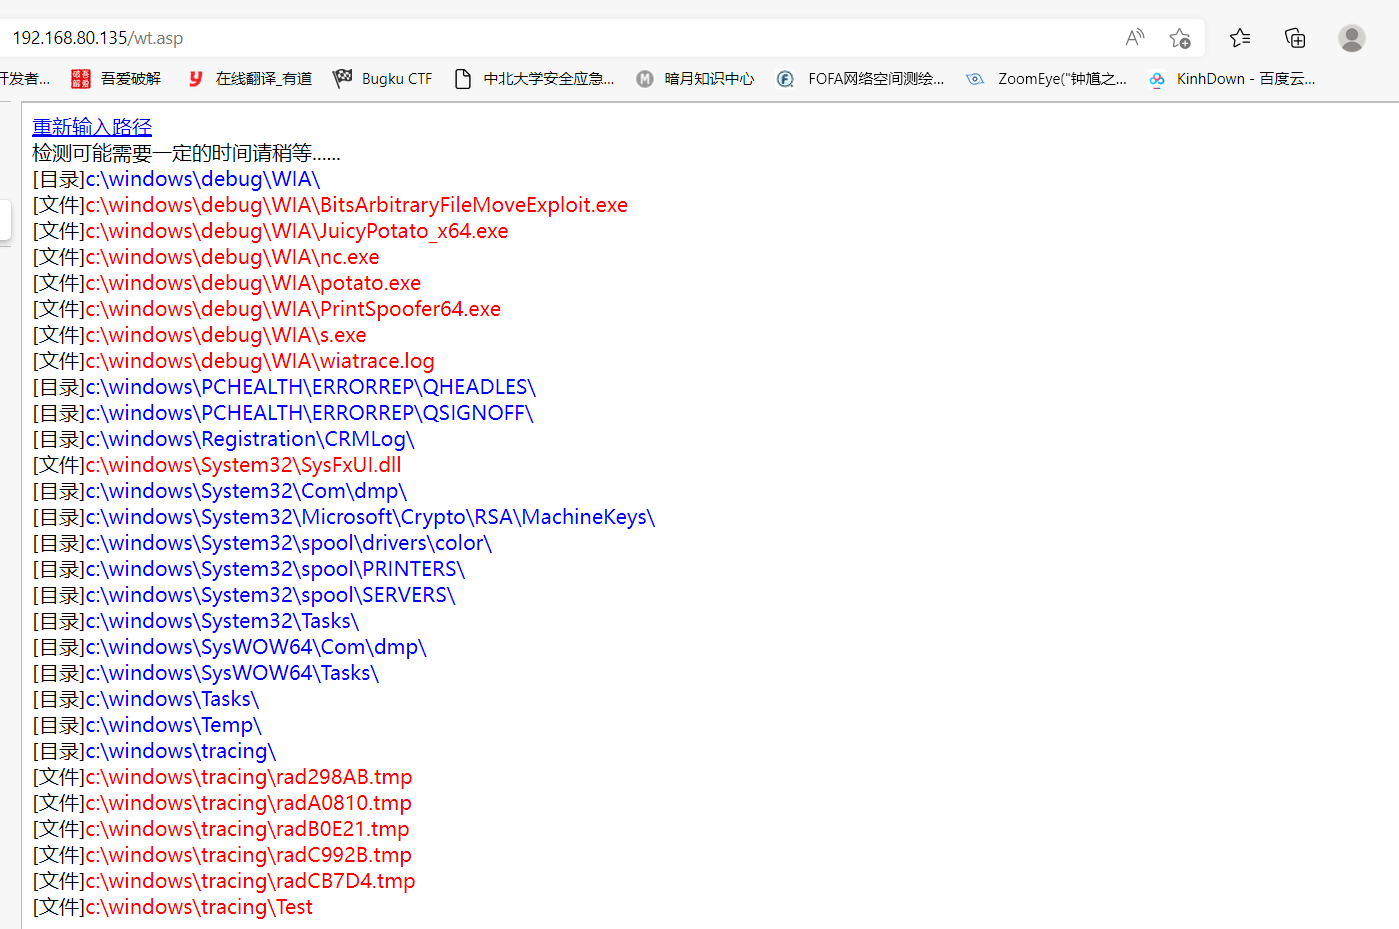 192.168.80.135/wt.asp
开发者... 吾爱破解 在线翻译_有道 Bugku CTF 中北大学安全应急... 暗月知识中心 FOFA网络空间测绘... ZoomEye("钟馗之... KinhDown - 百度云...
重新输入路径
检测可能需要一定的时间请稍等......
[目录]c:\windows\debug\WIA\
[文件]c:\windows\debug\WIA\BitsArbitraryFileMoveExploit.exe
[文件]c:\windows\debug\WIA\JuicyPotato_x64.exe
[文件]c:\windows\debug\WIA\nc.exe
[文件]c:\windows\debug\WIA\potato.exe
[文件]c:\windows\debug\WIA\PrintSpoofer64.exe
[文件]c:\windows\debug\WIA\s.exe
[文件]c:\windows\debug\WIA\wiatrace.log
[目录]c:\windows\PCHEALTH\ERRORREP\QHEADLES\
[目录]c:\windows\PCHEALTH\ERRORREP\QSIGNOFF\
[目录]c:\windows\Registration\CRMLog\
[文件]c:\windows\System32\SysFxUI.dll
[目录]c:\windows\System32\Com\dmp\
[目录]c:\windows\System32\Microsoft\Crypto\RSA\MachineKeys\
[目录]c:\windows\System32\spool\drivers\color\
[目录]c:\windows\System32\spool\PRINTERS\
[目录]c:\windows\System32\spool\SERVERS\
[目录]c:\windows\System32\Tasks\
[目录]c:\windows\SysWOW64\Com\dmp\
[目录]c:\windows\SysWOW64\Tasks\
[目录]c:\windows\Tasks\
[目录]c:\windows\Temp\
[目录]c:\windows\tracing\
[文件]c:\windows\tracing\rad298AB.tmp
[文件]c:\windows\tracing\radA0810.tmp
[文件]c:\windows\tracing\radB0E21.tmp
[文件]c:\windows\tracing\radC992B.tmp
[文件]c:\windows\tracing\radCB7D4.tmp
[文件]c:\windows\tracing\Test